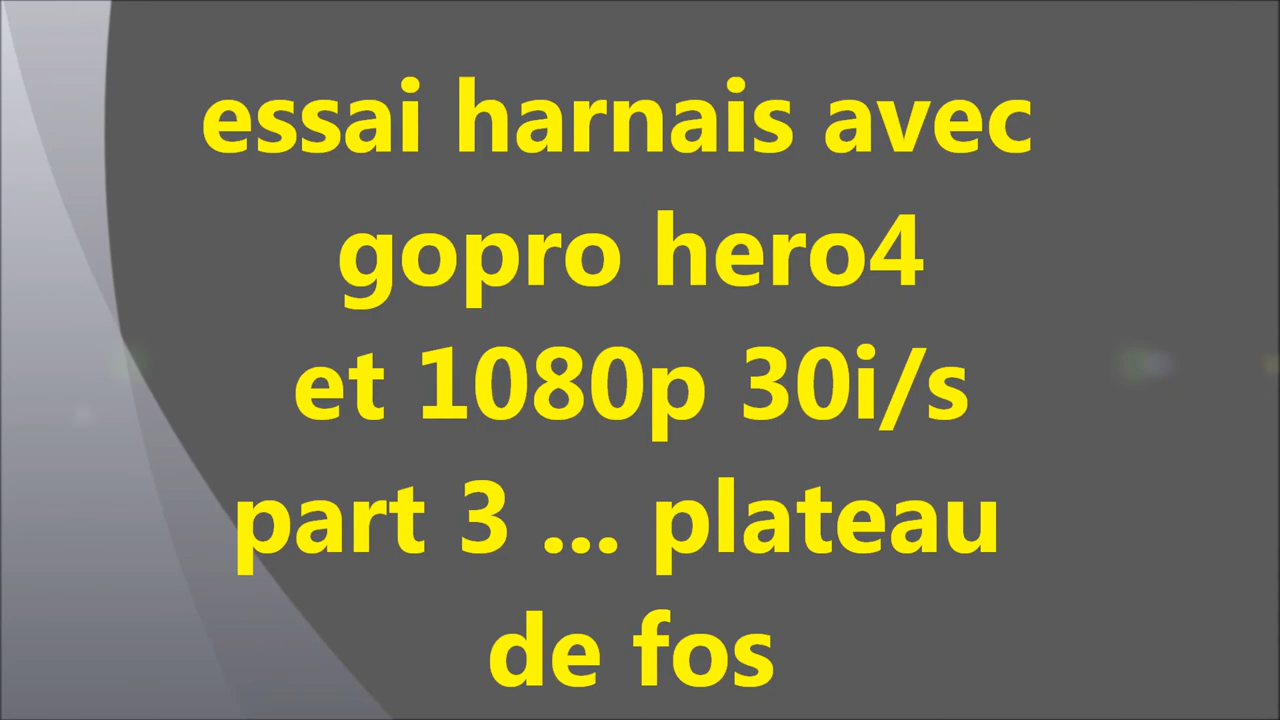 essai harnais avec
gopro hero4
et 1080p 30i/s
part 3 ... plateau
de fos